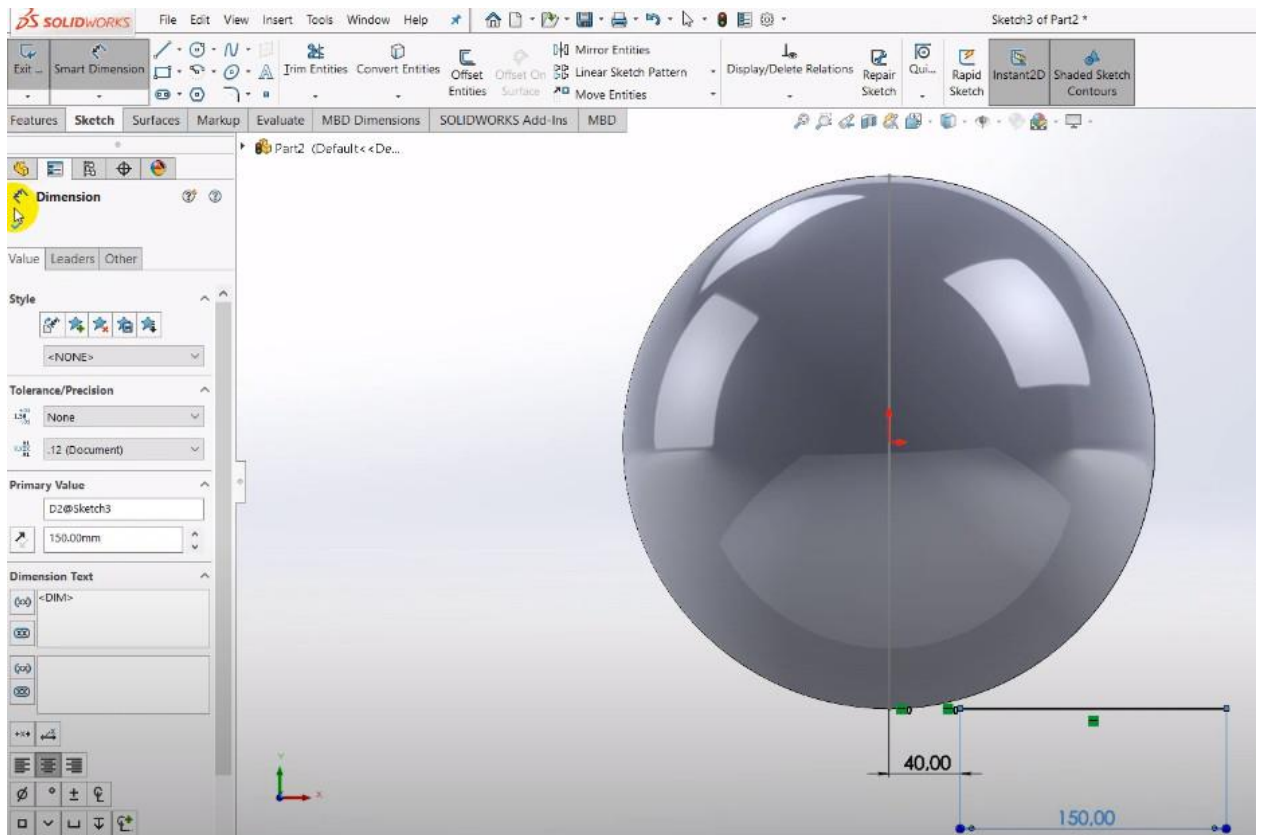 SOLIDWORKS File Edit View Insert Tools Window Help Sketch3 of Part2 *
Exit ... Smart Dimension Trim Entities Convert Entities Offset Entities Offset On Surface Mirror Entities
Linear Sketch Pattern
Move Entities
Display/Delete Relations Repair Sketch Qui... Rapid Sketch Instant2D Shaded Sketch Contours
Features Sketch Surfaces Markup Evaluate MBD Dimensions SOLIDWORKS Add-Ins MBD
Part2 (Default<<De...
Dimension
Value Leaders Other
Style
<NONE>
Tolerance/Precision
None
.12 (Document)
Primary Value
D2@Sketch3
150.00mm
Dimension Text
<DIM>
40,00
150,00
Y
X